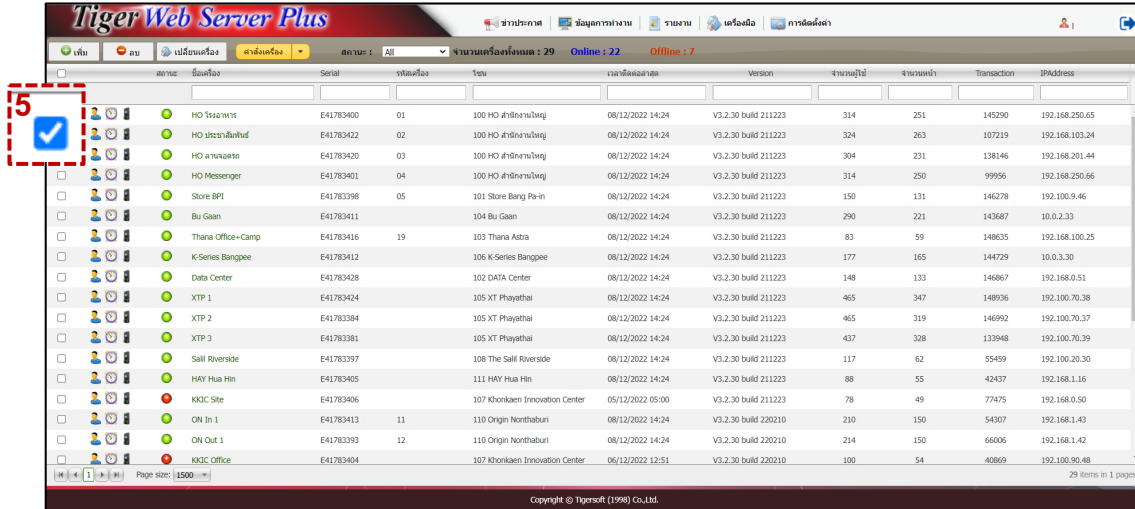 Tiger Web Server Plus
ข่าวประกาศ ข้อมูลการทำงาน รายงาน เครื่องมือ การติดตั้งค่า
เพิ่ม ลบ เปลี่ยนเครื่อง คำสั่งเครื่อง สถานะ : All จำนวนเครื่องทั้งหมด : 29 Online : 22 Offline : 7
สถานะ ชื่อเครื่อง Serial รหัสเครื่อง โซน เวลาติดต่อล่าสุด Version จำนวนผู้ใช้ จำนวนหน้า Transaction IPAddress
5
HO โรงอาหาร E41783400 01 100 HO สำนักงานใหญ่ 08/12/2022 14:24 V3.2.30 build 211223 314 251 145290 192.168.250.65
HO ประชาสัมพันธ์ E41783422 02 100 HO สำนักงานใหญ่ 08/12/2022 14:24 V3.2.30 build 211223 324 263 107219 192.168.103.24
HO ลานจอดรถ E41783420 03 100 HO สำนักงานใหญ่ 08/12/2022 14:24 V3.2.30 build 211223 304 231 138146 192.168.201.44
HO Messenger E41783401 04 100 HO สำนักงานใหญ่ 08/12/2022 14:24 V3.2.30 build 211223 314 250 99956 192.168.250.66
Store BPI E41783398 05 101 Store Bang Pa-in 08/12/2022 14:24 V3.2.30 build 211223 150 131 146278 192.100.9.46
Bu Gaan E41783411 104 Bu Gaan 08/12/2022 14:24 V3.2.30 build 211223 290 221 143687 10.0.2.33
Thana Office+Camp E41783416 19 103 Thana Astra 08/12/2022 14:24 V3.2.30 build 211223 83 59 148635 192.168.100.25
K-Series Bangpee E41783412 106 K-Series Bangpee 08/12/2022 14:24 V3.2.30 build 211223 177 165 144729 10.0.3.30
Data Center E41783428 102 DATA Center 08/12/2022 14:24 V3.2.30 build 211223 148 133 146867 192.168.0.51
XTP 1 E41783424 105 XT Phayathai 08/12/2022 14:24 V3.2.30 build 211223 465 347 148936 192.100.70.38
XTP 2 E41783384 105 XT Phayathai 08/12/2022 14:24 V3.2.30 build 211223 465 319 146992 192.100.70.37
XTP 3 E41783381 105 XT Phayathai 08/12/2022 14:24 V3.2.30 build 211223 437 328 133948 192.100.70.39
Salil Riverside E41783397 108 The Salil Riverside 08/12/2022 14:24 V3.2.30 build 211223 117 62 55459 192.100.20.30
HAY Hua Hin E41783405 111 HAY Hua Hin 08/12/2022 14:24 V3.2.30 build 211223 88 55 42437 192.168.1.16
KKIC Site E41783406 107 Khonkaen Innovation Center 05/12/2022 05:00 V3.2.30 build 211223 78 49 77475 192.168.0.50
ON In 1 E41783413 11 110 Origin Nonthaburi 08/12/2022 14:24 V3.2.30 build 220210 210 150 54307 192.168.1.43
ON Out 1 E41783393 12 110 Origin Nonthaburi 08/12/2022 14:24 V3.2.30 build 220210 214 150 66006 192.168.1.42
KKIC Office E41783404 107 Khonkaen Innovation Center 06/12/2022 12:51 V3.2.30 build 220210 100 54 40869 192.100.90.48
1 Page size: 1500 29 items in 1 pages
Copyright © Tigersoft (1998) Co.,Ltd.